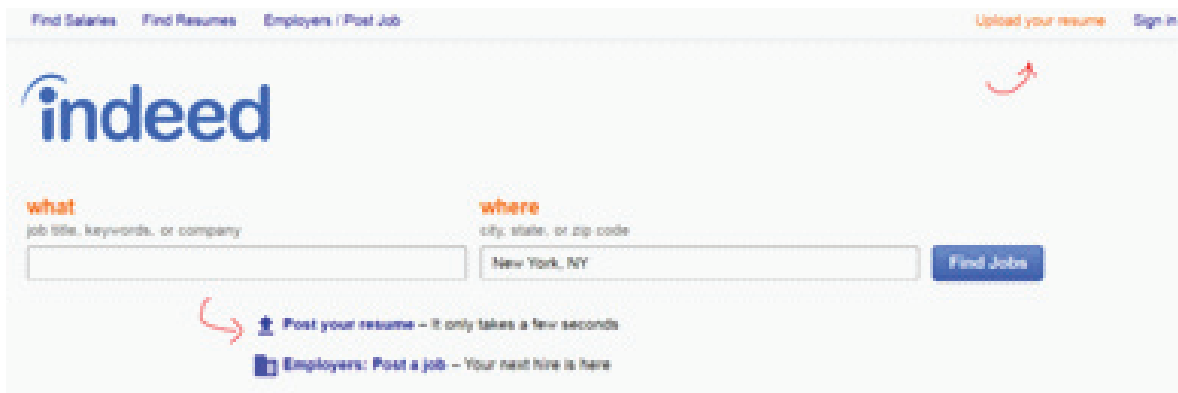 Find Salaries Find Resumes Employers / Post Job Upload your resume Sign in
indeed
what where
job title, keywords, or company city, state, or zip code
New York, NY Find Jobs
Post your resume – It only takes a few seconds
Employers: Post a job – Your next hire is here